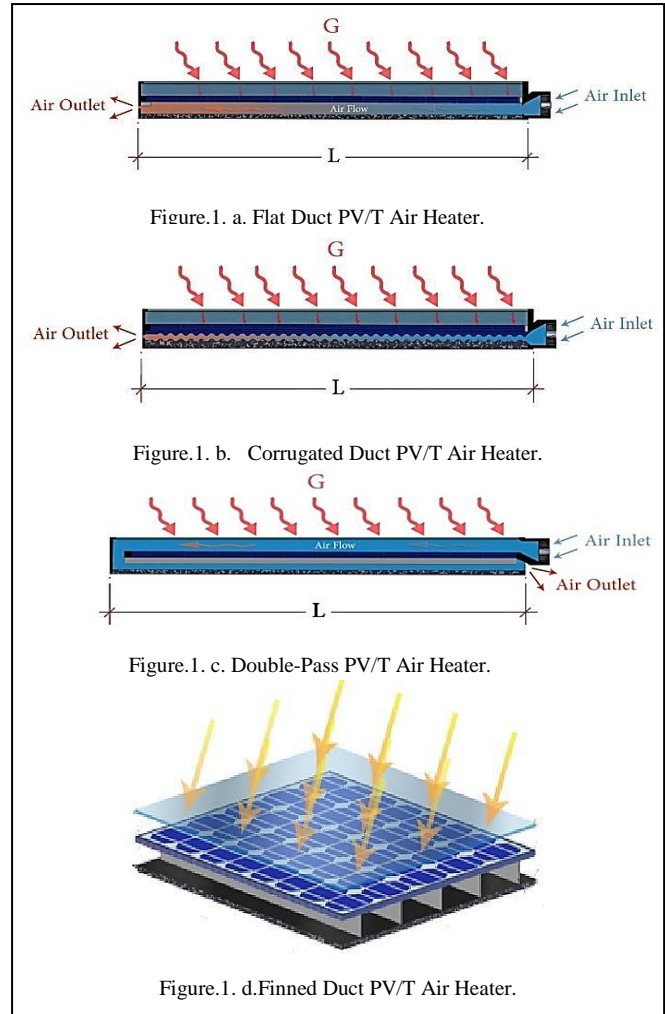 G
Air Outlet
Air Flow
Air Inlet
L
Figure.1. a. Flat Duct PV/T Air Heater.
G
Air Outlet
Air Inlet
L
Figure.1. b. Corrugated Duct PV/T Air Heater.
G
Air Flow
Air Inlet
Air Outlet
L
Figure.1. c. Double-Pass PV/T Air Heater.
Figure.1. d.Finned Duct PV/T Air Heater.